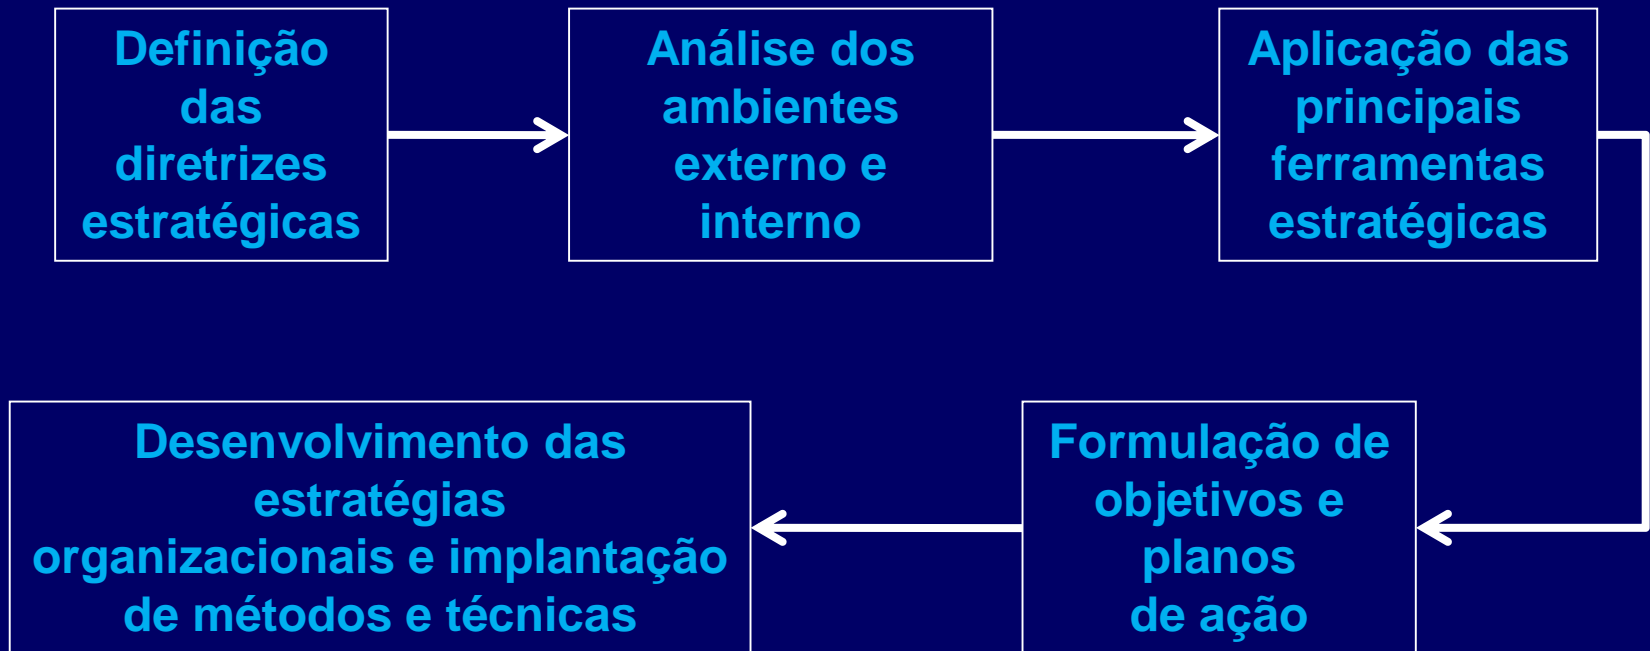 Definição
das
diretrizes
estratégicas
Análise dos
ambientes
externo e
interno
Aplicação das
principais
ferramentas
estratégicas
Formulação de
objetivos e
planos
de ação
Desenvolvimento das
estratégias
organizacionais e implantação
de métodos e técnicas